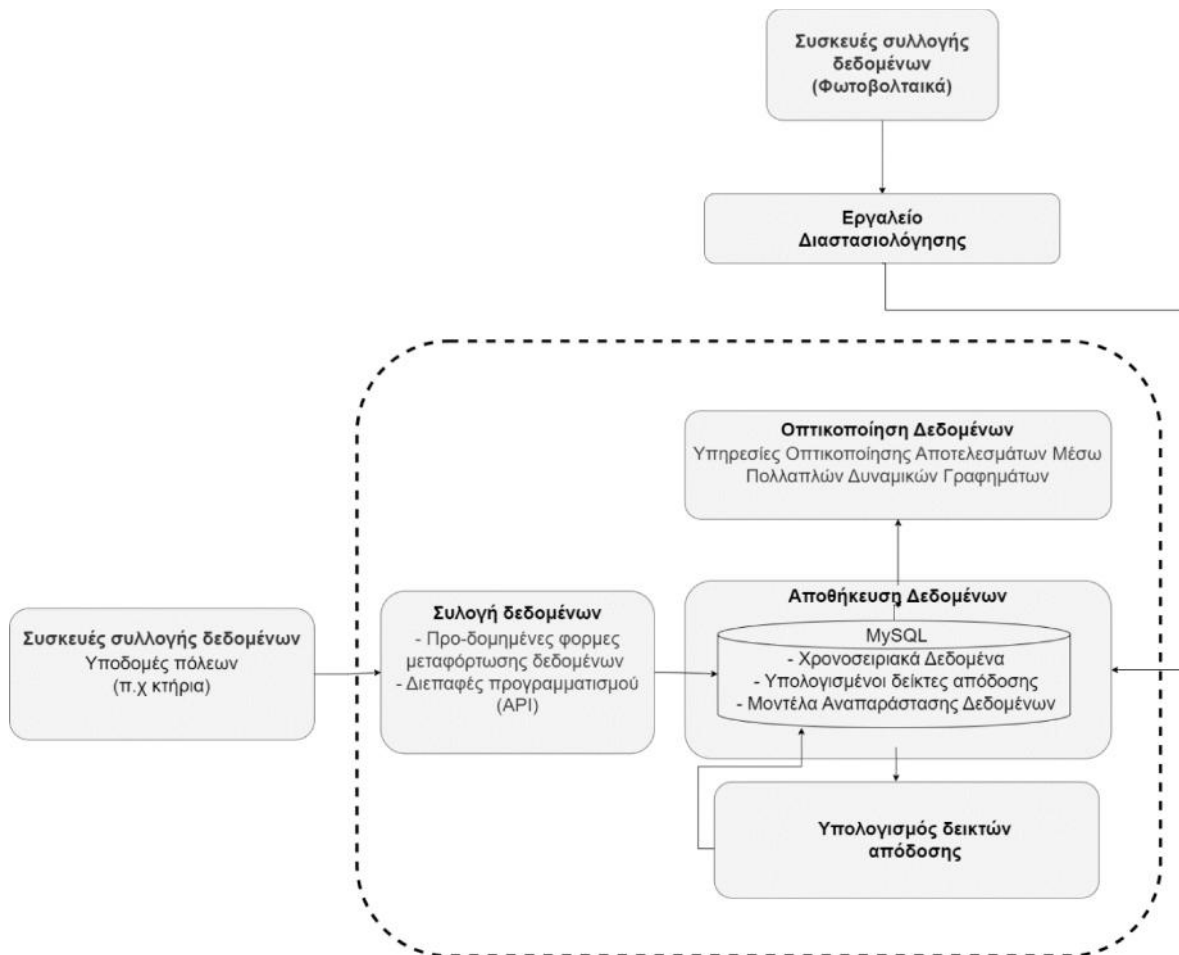 Συσκευές συλλογής
δεδομένων
(Φωτοβολταικά)
Εργαλείο
Διαστασιολόγησης
Οπτικοποίηση Δεδομένων
Υπηρεσίες Οπτικοποίησης Αποτελεσμάτων Μέσω
Πολλαπλών Δυναμικών Γραφημάτων
Συσκευές συλλογής δεδομένων
Υποδομές πόλεων
(π.χ κτήρια)
Συλογή δεδομένων
- Προ-δομημένες φορμες
μεταφόρτωσης δεδομένων
- Διεπαφές προγραμματισμού
(API)
Αποθήκευση Δεδομένων
MySQL
- Χρονοσειριακά Δεδομένα
- Υπολογισμένοι δείκτες απόδοσης
- Μοντέλα Αναπαράστασης Δεδομένων
Υπολογισμός δεικτών
απόδοσης